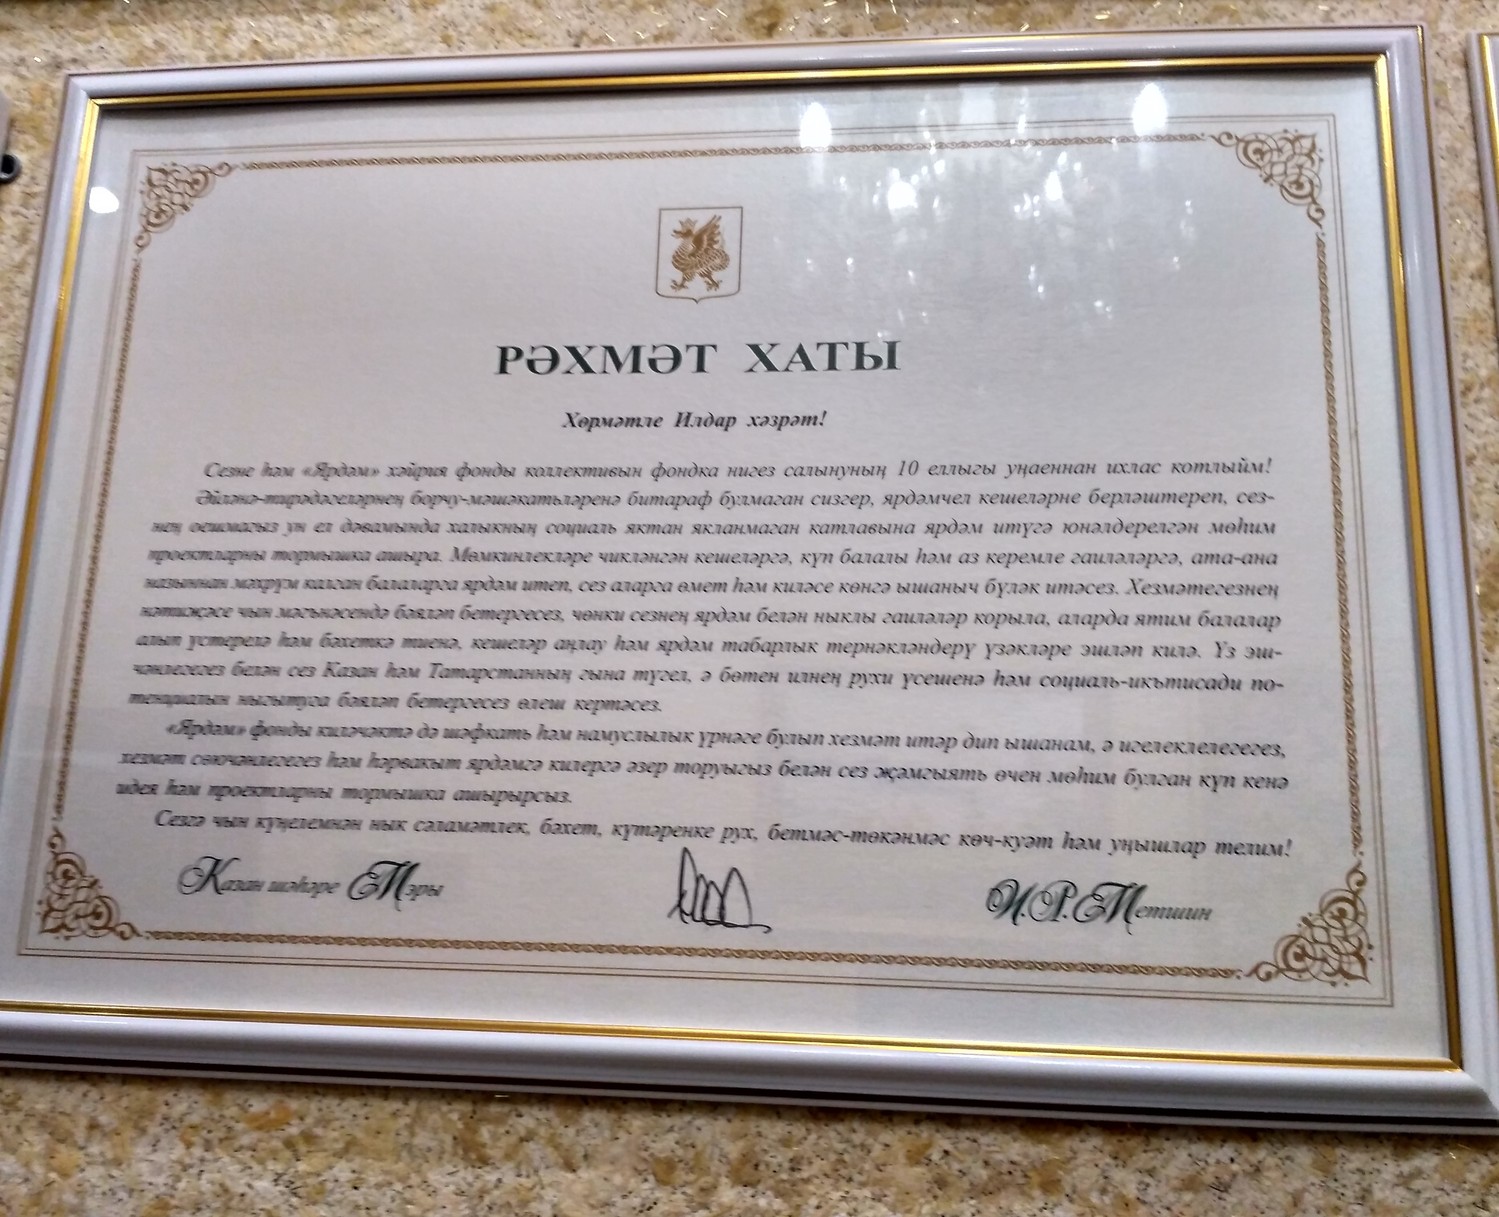 РӘХМӘТ ХАТЫ
Хөрмәтле Илдар хәзрәт!
Сезне һәм «Ярдәм» хәйрия фонды коллективын фондка нигез салынуның 10 еллыгы уңаеннан ихлас котлыйм!
Әйләнә-тирәдәгеләрнең борчу-мәшәкатьләренә битараф булмаган сизгер, ярдәмчел кешеләрне берләштереп, сез-
нең оешмагыз ун ел дәвамында халыкның социаль яктан якланмаган катлавына ярдәм итүгә юнәлдерелгән мөһим
проектларны тормышка ашыра. Мөмкинлекләре чикләнгән кешеләргә, күп балалы һәм аз керемле гаиләләргә, ата-ана
назыннан мәхрүм калган балаларга ярдәм итеп, сез аларга өмет һәм киләсе көнгә ышаныч бүләк итәсез. Хезмәтегезнең
нәтиҗәсе чын мәгънәсендә бәяләп бетергесез, чөнки сезнең ярдәм белән ныклы гаиләләр корыла, аларда ятим балалар
алып үстерелә һәм бәхеткә тиенә, кешеләр аңлау һәм ярдәм табарлык тернәкләндерү үзәкләре эшләп килә. Үз эш-
чәнлегегез белән сез Казан һәм Татарстанның гына түгел, ә бөтен илнең рухи үсешенә һәм социаль-икътисади по-
тенциалын ныгытуга бәяләп бетергесез өлеш кертәсез.
«Ярдәм» фонды киләчәктә дә шәфкать һәм намуслылык үрнәге булып хезмәт итәр дип ышанам, ә игелеклелегегез,
хезмәт сөючәнлегегез һәм һәрвакыт ярдәмгә килергә әзер торуыгыз белән сез җәмгыять өчен мөһим булган күп кенә
идея һәм проектларны тормышка ашырырсыз.
Сезгә чын күңелемнән нык сәламәтлек, бәхет, күтәренке рух, бетмәс-төкәнмәс көч-куәт һәм уңышлар телим!
Казан шәһәре Мэры И.Р.Метшин